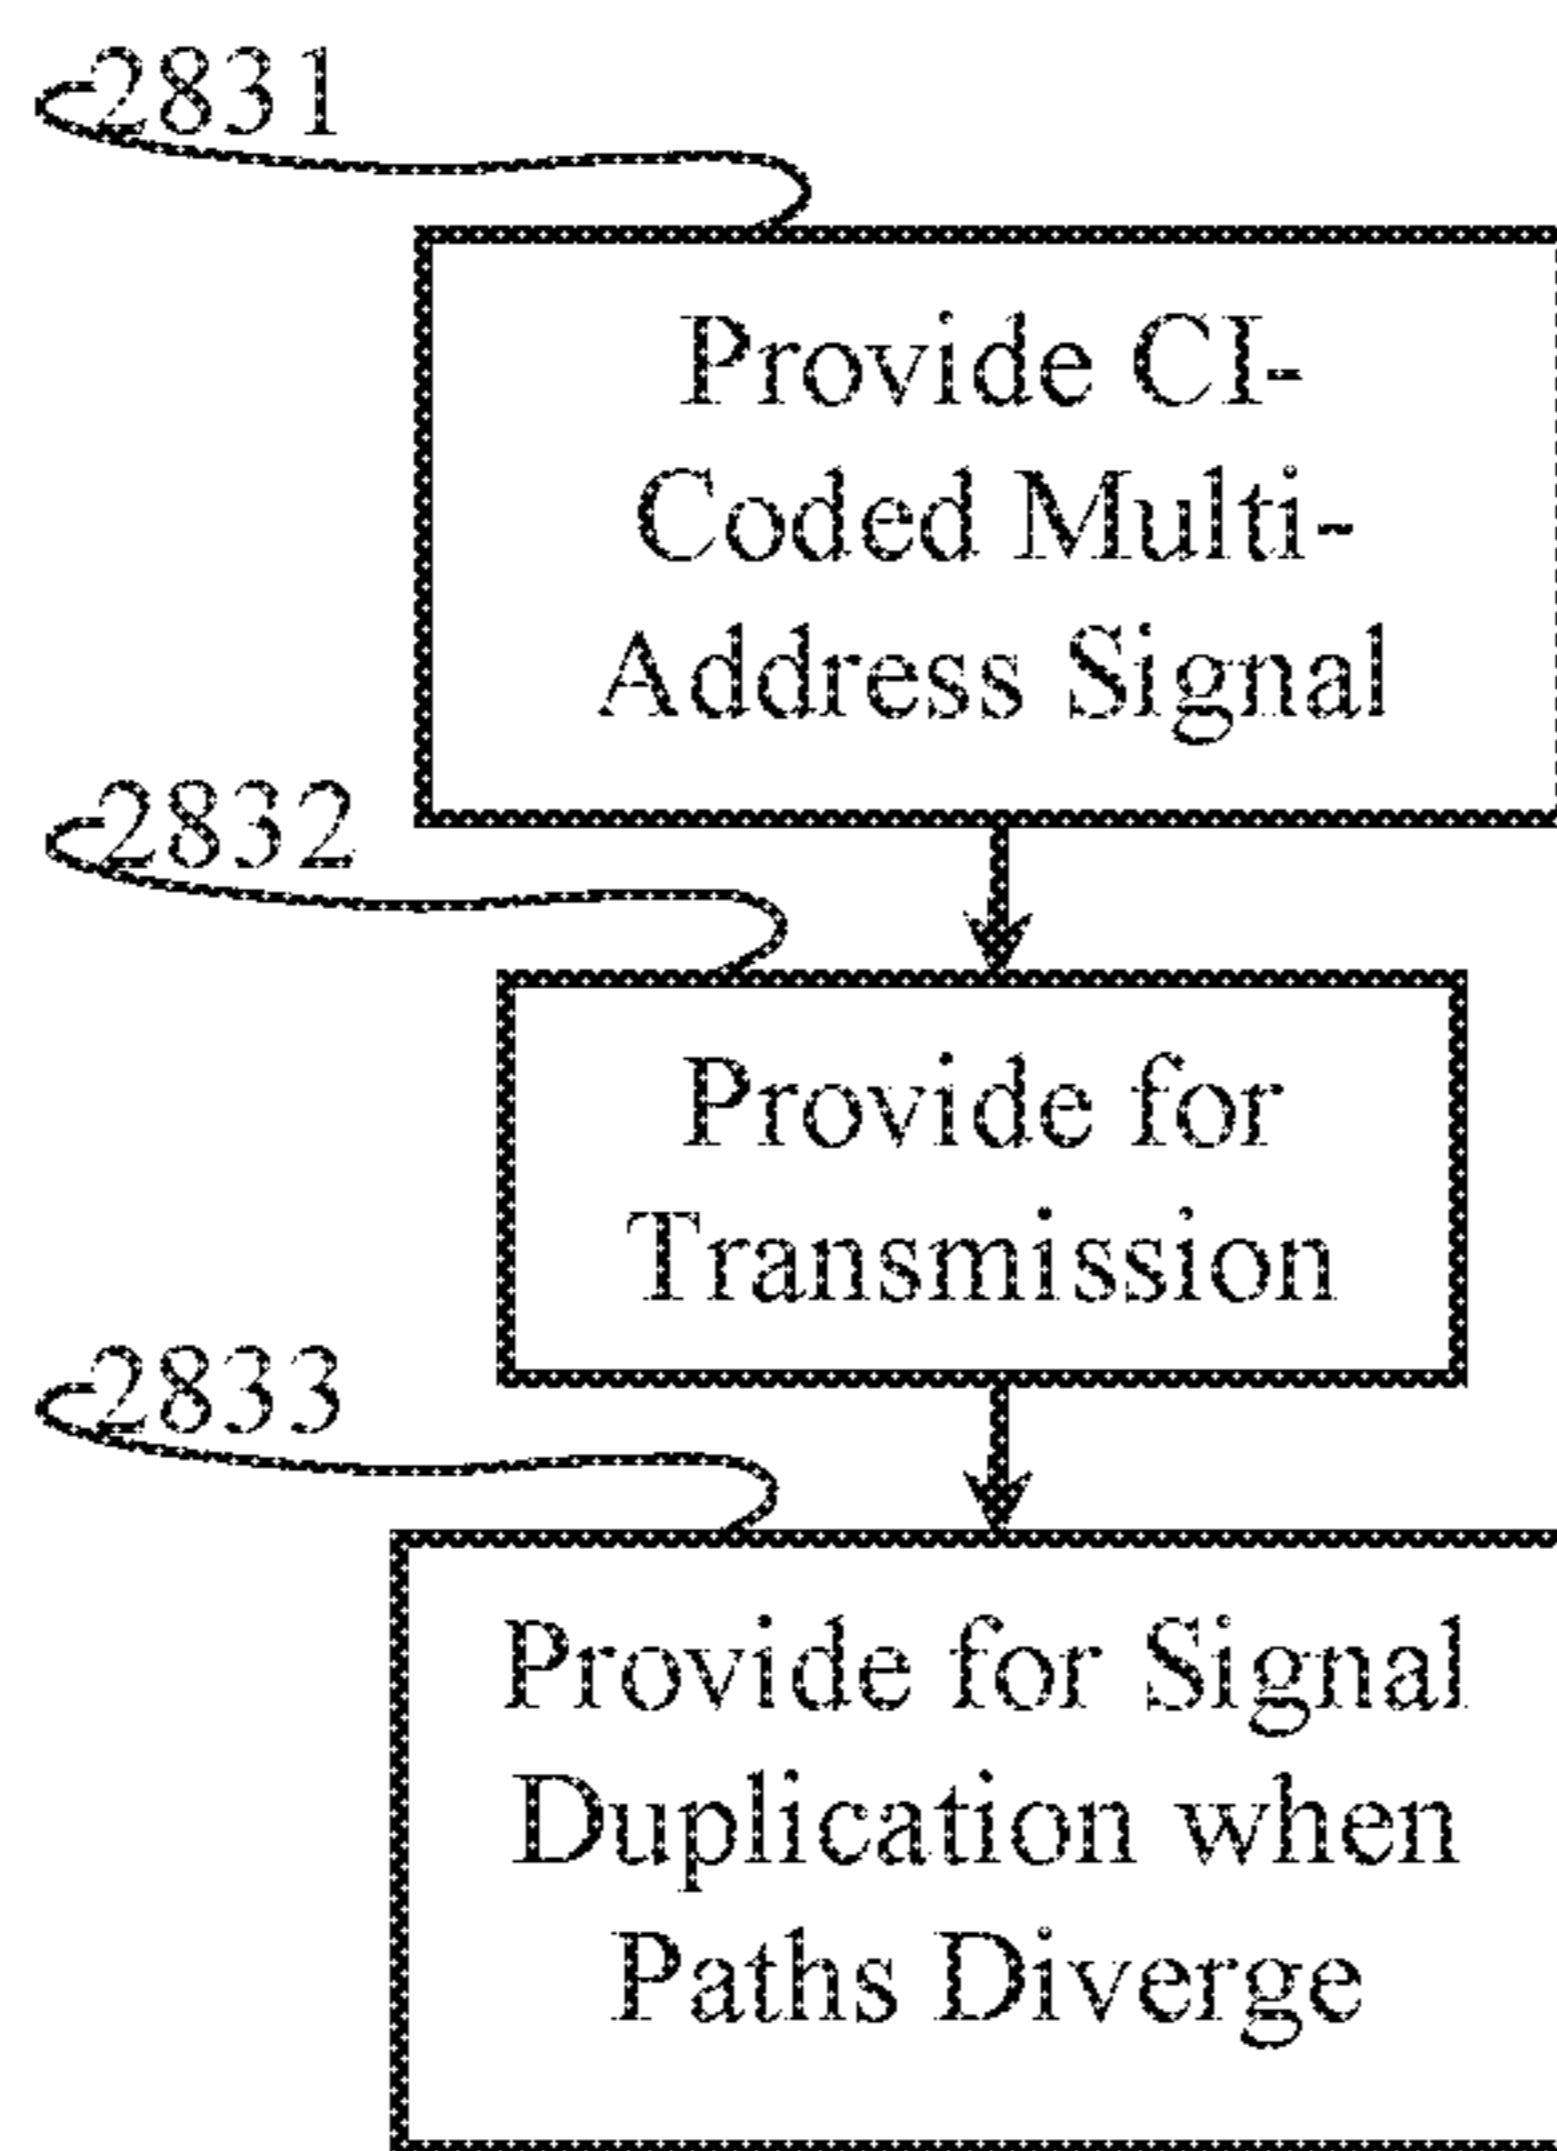 2831
Provide CI-
Coded Multi-
Address Signal
2832
Provide for
Transmission
2833
Provide for Signal
Duplication when
Paths Diverge